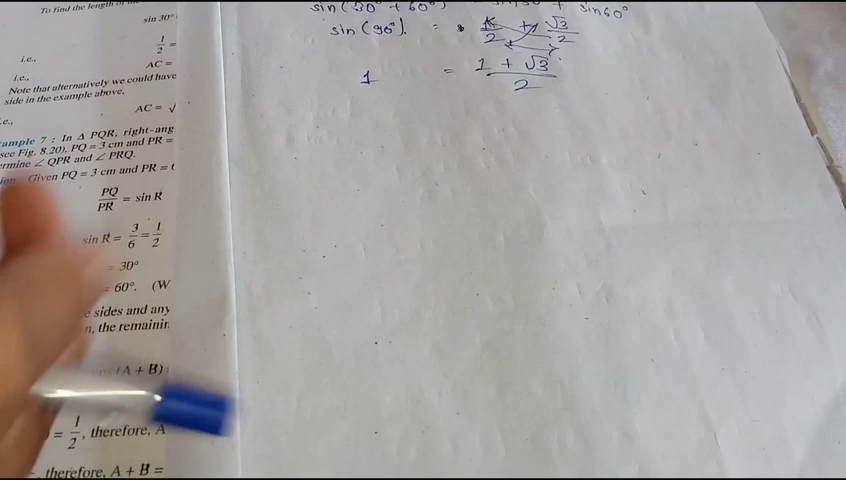 To find the length of the
sin 30°
1/2 =
i.e.,
AC =
i.e.,
Note that alternatively we could have
side in the example above,
AC = √
i.e.,
ample 7 : In Δ PQR, right-ang
see Fig. 8.20), PQ = 3 cm and PR =
ermine ∠ QPR and ∠ PRQ.
Given PQ = 3 cm and PR =
PQ/PR = sin R
sin R = 3/6 = 1/2
= 30°
= 60°. (W
e sides and any
n, the remainin
(A + B)
= 1/2, therefore, A
therefore, A + B =
sin(30° + 60°) = sin30° + sin60°
sin(90°). = 1/2 + √3/2
1 = 1 + √3/2